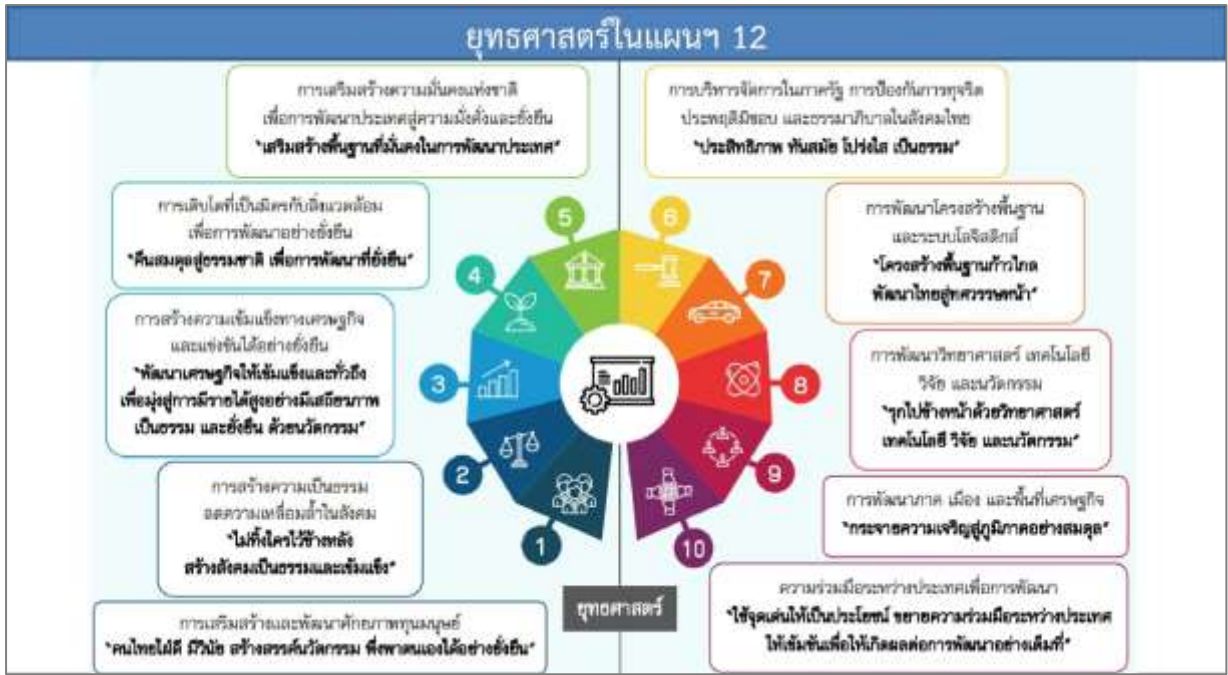 ยุทธศาสตร์ในแผนฯ 12
การเสริมสร้างความมั่นคงแห่งชาติ
เพื่อการพัฒนาประเทศสู่ความมั่งคั่งและยั่งยืน
"เสริมสร้างพื้นฐานที่มั่นคงในการพัฒนาประเทศ"
การบริหารจัดการในภาครัฐ การป้องกันการทุจริต
ประพฤติมิชอบ และธรรมาภิบาลในสังคมไทย
"ประสิทธิภาพ ทันสมัย โปร่งใส เป็นธรรม"
การเติบโตที่เป็นมิตรกับสิ่งแวดล้อม
เพื่อการพัฒนาอย่างยั่งยืน
"คืนสมดุลสู่ธรรมชาติ เพื่อการพัฒนาที่ยั่งยืน"
การพัฒนาโครงสร้างพื้นฐาน
และระบบโลจิสติกส์
"โครงสร้างพื้นฐานก้าวไกล
พัฒนาไทยสู่ทศวรรษหน้า"
การสร้างความเข้มแข็งทางเศรษฐกิจ
และแข่งขันได้อย่างยั่งยืน
"พัฒนาเศรษฐกิจให้เข้มแข็งและทั่วถึง
เพื่อมุ่งสู่การมีรายได้สูงอย่างมีเสถียรภาพ
เป็นธรรม และยั่งยืน ด้วยนวัตกรรม"
การพัฒนาวิทยาศาสตร์ เทคโนโลยี
วิจัย และนวัตกรรม
"รุกไปข้างหน้าด้วยวิทยาศาสตร์
เทคโนโลยี วิจัย และนวัตกรรม"
การสร้างความเป็นธรรม
ลดความเหลื่อมล้ำในสังคม
"ไม่ทิ้งใครไว้ข้างหลัง
สร้างสังคมเป็นธรรมและเข้มแข็ง"
การพัฒนาภาค เมือง และพื้นที่เศรษฐกิจ
"กระจายความเจริญสู่ภูมิภาคอย่างสมดุล"
การเสริมสร้างและพัฒนาศักยภาพทุนมนุษย์
"คนไทยใฝ่ดี มีวินัย สร้างสรรค์นวัตกรรม พึ่งพาตนเองได้อย่างยั่งยืน"
ความร่วมมือระหว่างประเทศเพื่อการพัฒนา
"ใช้จุดเด่นให้เป็นประโยชน์ ขยายความร่วมมือระหว่างประเทศ
ให้เข้มข้นเพื่อให้เกิดผลต่อการพัฒนาอย่างเต็มที่"
1
2
3
4
5
6
7
8
9
10
ยุทธศาสตร์